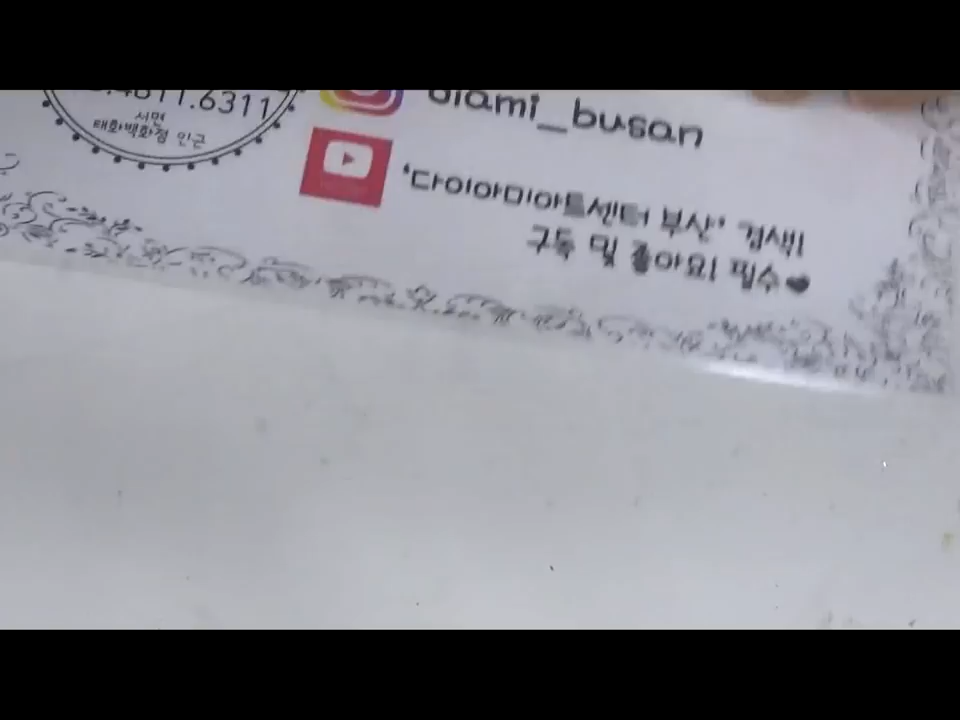 .6311
서면
태화백화점 인근
diami_busan
'다이아미아트센터 부산' 검색!
구독 및 좋아요! 필수❤